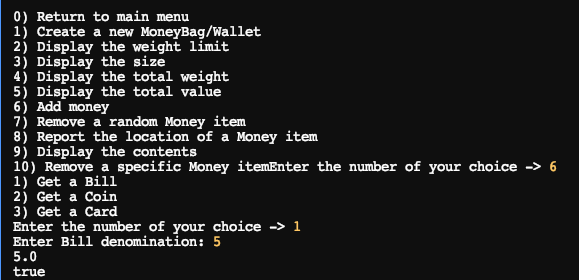 0) Return to main menu
1) Create a new MoneyBag/Wallet
2) Display the weight limit
3) Display the size
4) Display the total weight
5) Display the total value
6) Add money
7) Remove a random Money item
8) Report the location of a Money item
9) Display the contents
10) Remove a specific Money itemEnter the number of your choice -> 6
1) Get a Bill
2) Get a Coin
3) Get a Card
Enter the number of your choice -> 1
Enter Bill denomination: 5
5.0
true